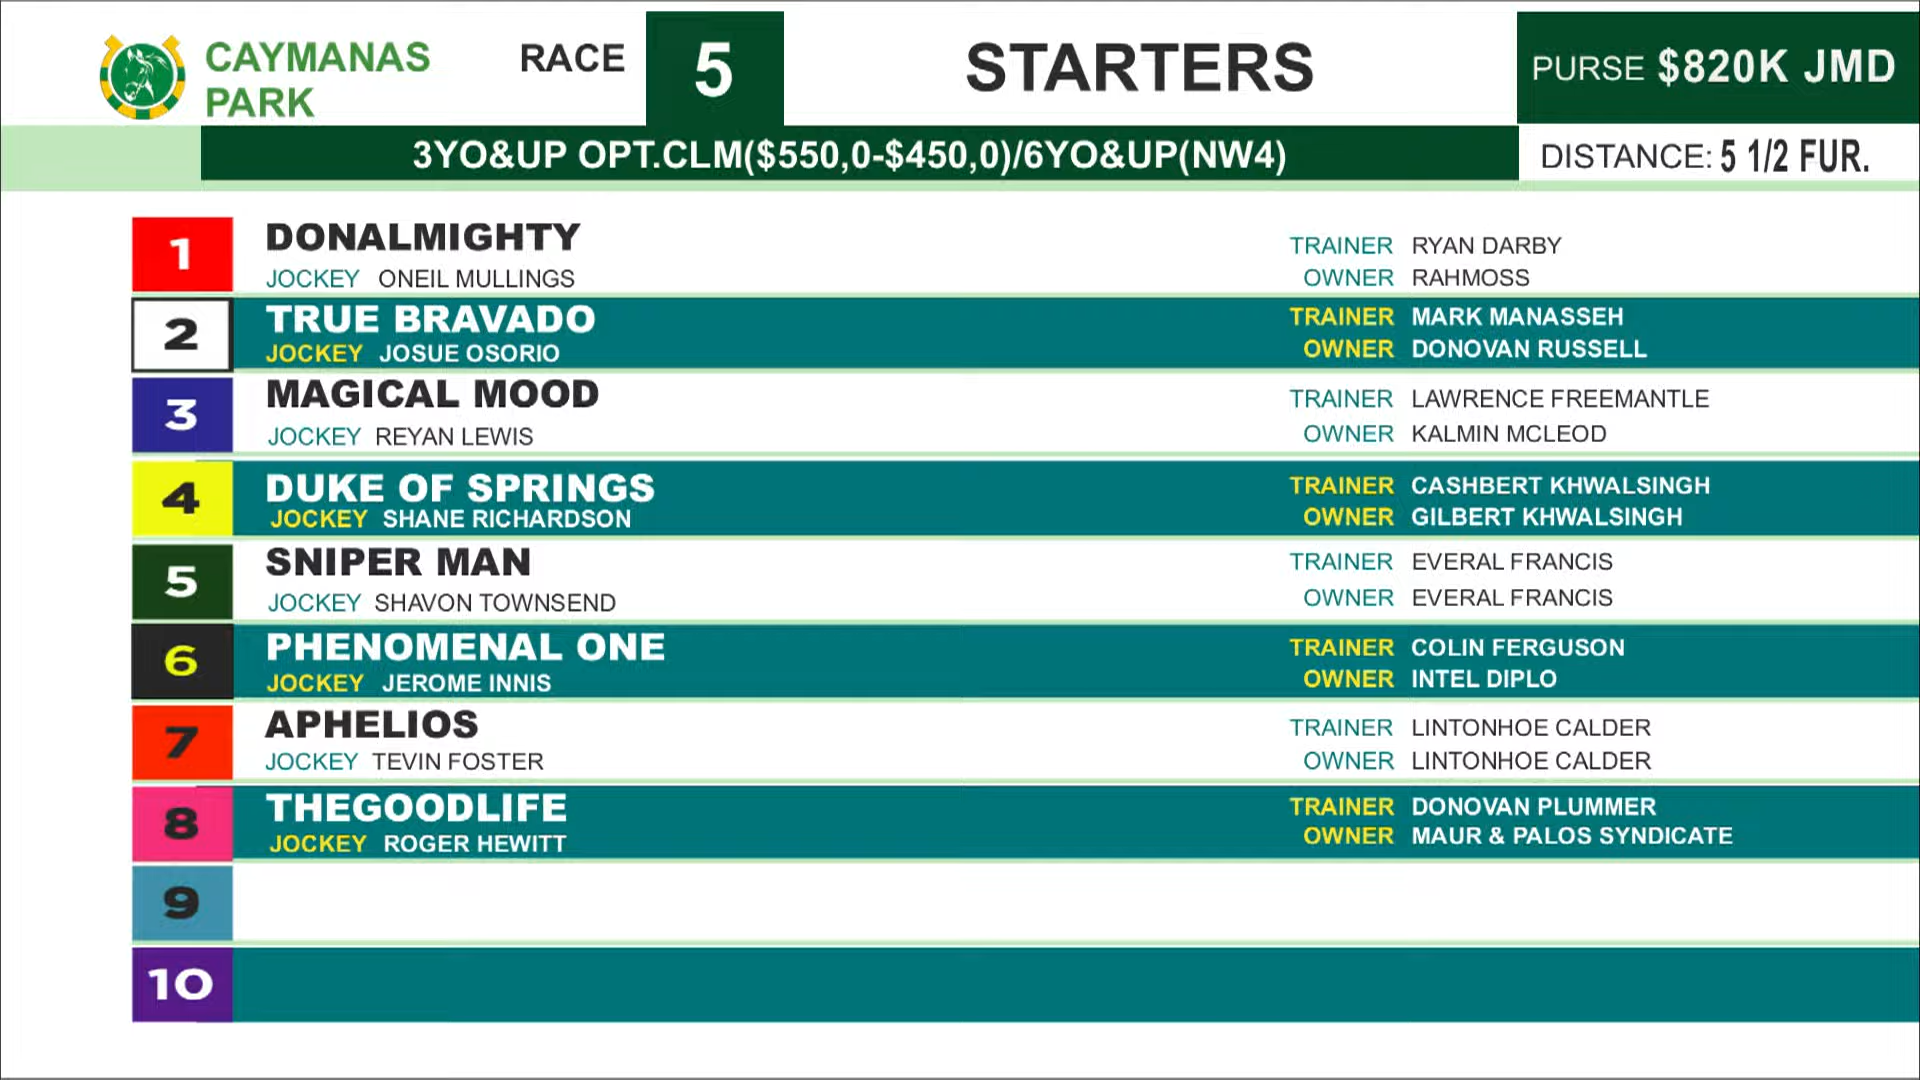 CAYMANAS PARK
RACE 5
STARTERS
PURSE $820K JMD
3YO&UP OPT.CLM($550,0-$450,0)/6YO&UP(NW4)
DISTANCE: 5 1/2 FUR.
1 DONALMIGHTY
JOCKEY ONEIL MULLINGS
TRAINER RYAN DARBY
OWNER RAHMOSS
2 TRUE BRAVADO
JOCKEY JOSUE OSORIO
TRAINER MARK MANASSEH
OWNER DONOVAN RUSSELL
3 MAGICAL MOOD
JOCKEY REYAN LEWIS
TRAINER LAWRENCE FREEMANTLE
OWNER KALMIN MCLEOD
4 DUKE OF SPRINGS
JOCKEY SHANE RICHARDSON
TRAINER CASHBERT KHWALSINGH
OWNER GILBERT KHWALSINGH
5 SNIPER MAN
JOCKEY SHAVON TOWNSEND
TRAINER EVERAL FRANCIS
OWNER EVERAL FRANCIS
6 PHENOMENAL ONE
JOCKEY JEROME INNIS
TRAINER COLIN FERGUSON
OWNER INTEL DIPLO
7 APHELIOS
JOCKEY TEVIN FOSTER
TRAINER LINTONHOE CALDER
OWNER LINTONHOE CALDER
8 THEGOODLIFE
JOCKEY ROGER HEWITT
TRAINER DONOVAN PLUMMER
OWNER MAUR & PALOS SYNDICATE
9
10